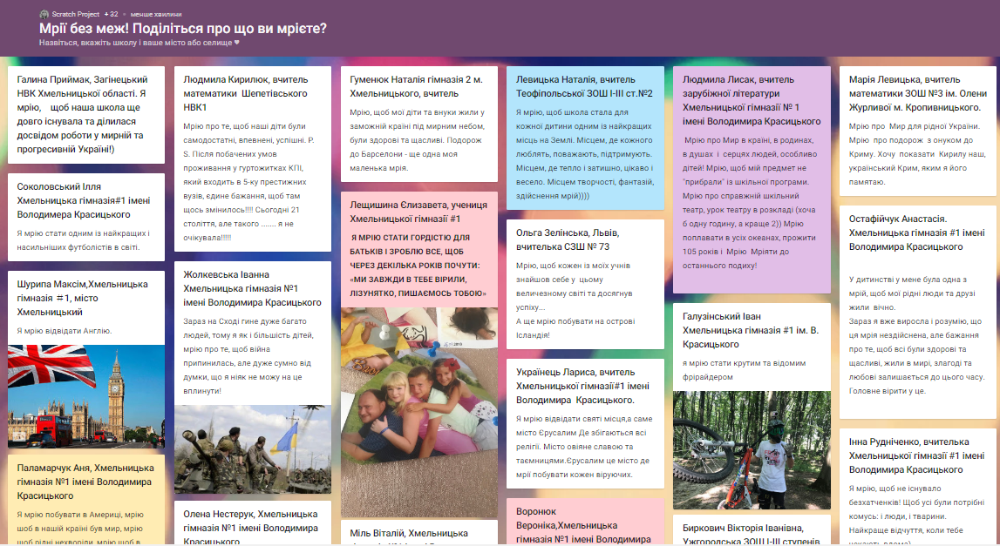 Scratch Project +32 • менше хвилини
Мрії без меж! Поділіться про що ви мрієте?
Назвіться, вкажіть школу і ваше місто або селище ♥
Галина Приймак, Загінецький
НВК Хмельницької області. Я
мрію, щоб наша школа ще
довго існувала та ділилася
досвідом роботи у мирній та
прогресивній Україні!)
Соколовський Ілля
Хмельницька гімназія#1 імені
Володимера Красицького
Я мрію стати одним із найкращих і
насильніших футболістів в світі.
Шурипа Максім,Хмельницька
гімназія #1, місто
Хмельницький
Я мрію відвідати Англію.
Паламарчук Аня, Хмельницька
гімназія №1 імені Володимира
Красицького
Я мрію побувати в Америці, мрію
шоб в нашій країні був мир, мрію
щоб рідні нехворіли, мрію щоб в
Людмила Кирилюк, вчитель
математики Шепетівського
НВК1
Мрію про те, щоб наші діти були
самодостатні, впевнені, успішні. P.
S. Після побачених умов
проживання у гуртожитках КПІ,
який входить в 5-ку престижних
вузів, єдине бажання, щоб там
щось змінилось!!!! Сьогодні 21
століття, але такого ....... я не
очікувала!!!!!
Жолкевська Іванна
Хмельницька гімназія №1
імені Володимира Красицького
Зараз на Сході гине дуже багато
людей, тому я як і більшість дітей,
мрію про те, щоб війна
припинилась, але дуже сумно від
думки, що я ніяк не можу на це
вплинути!
Олена Нестерук, Хмельницька
гімназія №1 імені Володимира
Красицького
Гуменюк Наталія гімназія 2 м.
Хмельницького, вчитель
Мрію, щоб мої діти та внуки жили у
заможній країні під мирним небом,
були здорові та щасливі. Подорож
до Барселони - ще одна моя
маленька мрія.
Лещишина Єлизавета, учениця
Хмельницької гімназії #1
Я МРІЮ СТАТИ ГОРДІСТЮ ДЛЯ
БАТЬКІВ І ЗРОБЛЮ ВСЕ, ЩОБ
ЧЕРЕЗ ДЕКІЛЬКА РОКІВ ПОЧУТИ:
«МИ ЗАВЖДИ В ТЕБЕ ВІРИЛИ,
ЛІЗУНЯТКО, ПИШАЄМОСЬ ТОБОЮ»
Міль Віталій, Хмельницька
Левицька Наталія, вчитель
Теофіпольської ЗОШ І-ІІІ ст.№2
Я мрію, щоб школа стала для
кожної дитини одним із найкращих
місць на Землі. Місцем, де кожного
люблять, поважають, підтримують.
Місцем, де тепло і затишно, цікаво і
весело. Місцем творчості, фантазій,
здійснення мрій))))
Ольга Зелінська, Львів,
вчителька СЗШ № 73
Мрію, щоб кожен із моїх учнів
знайшов себе у цьому
величезному світі та досягнув
успіху...
А ще мрію побувати на острові
Ісландія!
Українець Лариса, вчитель
Хмельницької гімназії#1 імені
Володимира Красицького.
Я мрію відвідати святі місця,а саме
місто Єрусалим Де збігаються всі
релігії. Місто овіяне славою та
таємницями.Єрусалим це місто де
мрії побувати кожен віруючих.
Воронюк
Вероніка,Хмельницька
гімназія №1 імені Володимира
Людмила Лисак, вчитель
зарубіжної літератури
Хмельницької гімназії № 1
імені Володимира Красицького
Мрію про Мир в країні, в родинах,
в душах і серцях людей, особливо
дітей! Мрію, щоб мій предмет не
"прибрали" із шкільної програми.
Мрію про справжній шкільний
театр, урок театру в розкладі (хоча
б одну годину, а краще 2)) Мрію
поплавати в усіх океанах, прожити
105 років і Мрію Мріяти до
останнього подиху!
Галузінський Іван
Хмельницька гімназія #1 ім. В.
Красицького
я мрію стати крутим та відомим
фрірайдером
Биркович Вікторія Іванівна,
Ужгородська ЗОШ І-ІІІ ступенів
Марія Левицька, вчитель
математики ЗОШ №3 ім. Олени
Журливої м. Кропивницького.
Мрію про Мир для рідної України.
Мрію про подорож з онуком до
Криму. Хочу показати Кирилу наш,
український Крим, яким я його
памятаю.
Остафійчук Анастасія.
Хмельницька гімназія #1 імені
Володимира Красицького
У дитинстві у мене була одна з
мрій, щоб мої рідні люди та друзі
жили вічно.
Зараз я вже виросла і розумію, що
ця мрія нездійснена, але бажання
про те, щоб всі були здорові та
щасливі, жили в мирі, злагоді та
любові залишається до цього часу.
Головне вірити у це.
Інна Рудніченко, вчителька
Хмельницької гімназії #1 імені
Володимира Красицького
Я мрію, щоб не існувало
безхатченків! Щоб усі були потрібні
комусь: і люди, і тварини.
Найкраще відчуття, коли тебе
чекають вдома)